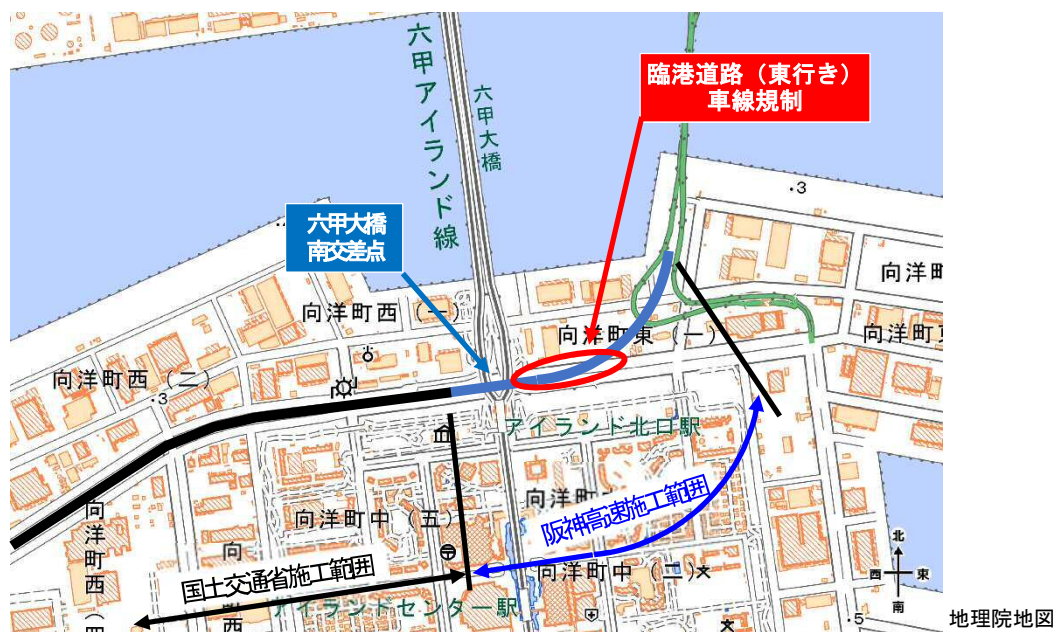 六甲アイランド線
六甲大橋
臨港道路（東行き）
車線規制
六甲大橋
南交差点
・3
向洋町
向洋町西（一）
向洋町東（一）
向洋町東
向洋町西（二）
・3
アイランド北口駅
向洋町西（四
向洋町中（五）
向洋町
阪神高速施工範囲
国土交通省施工範囲
向洋町中（二）
向
西
アイランドセンター駅
北
西
東
南
・5
地理院地図